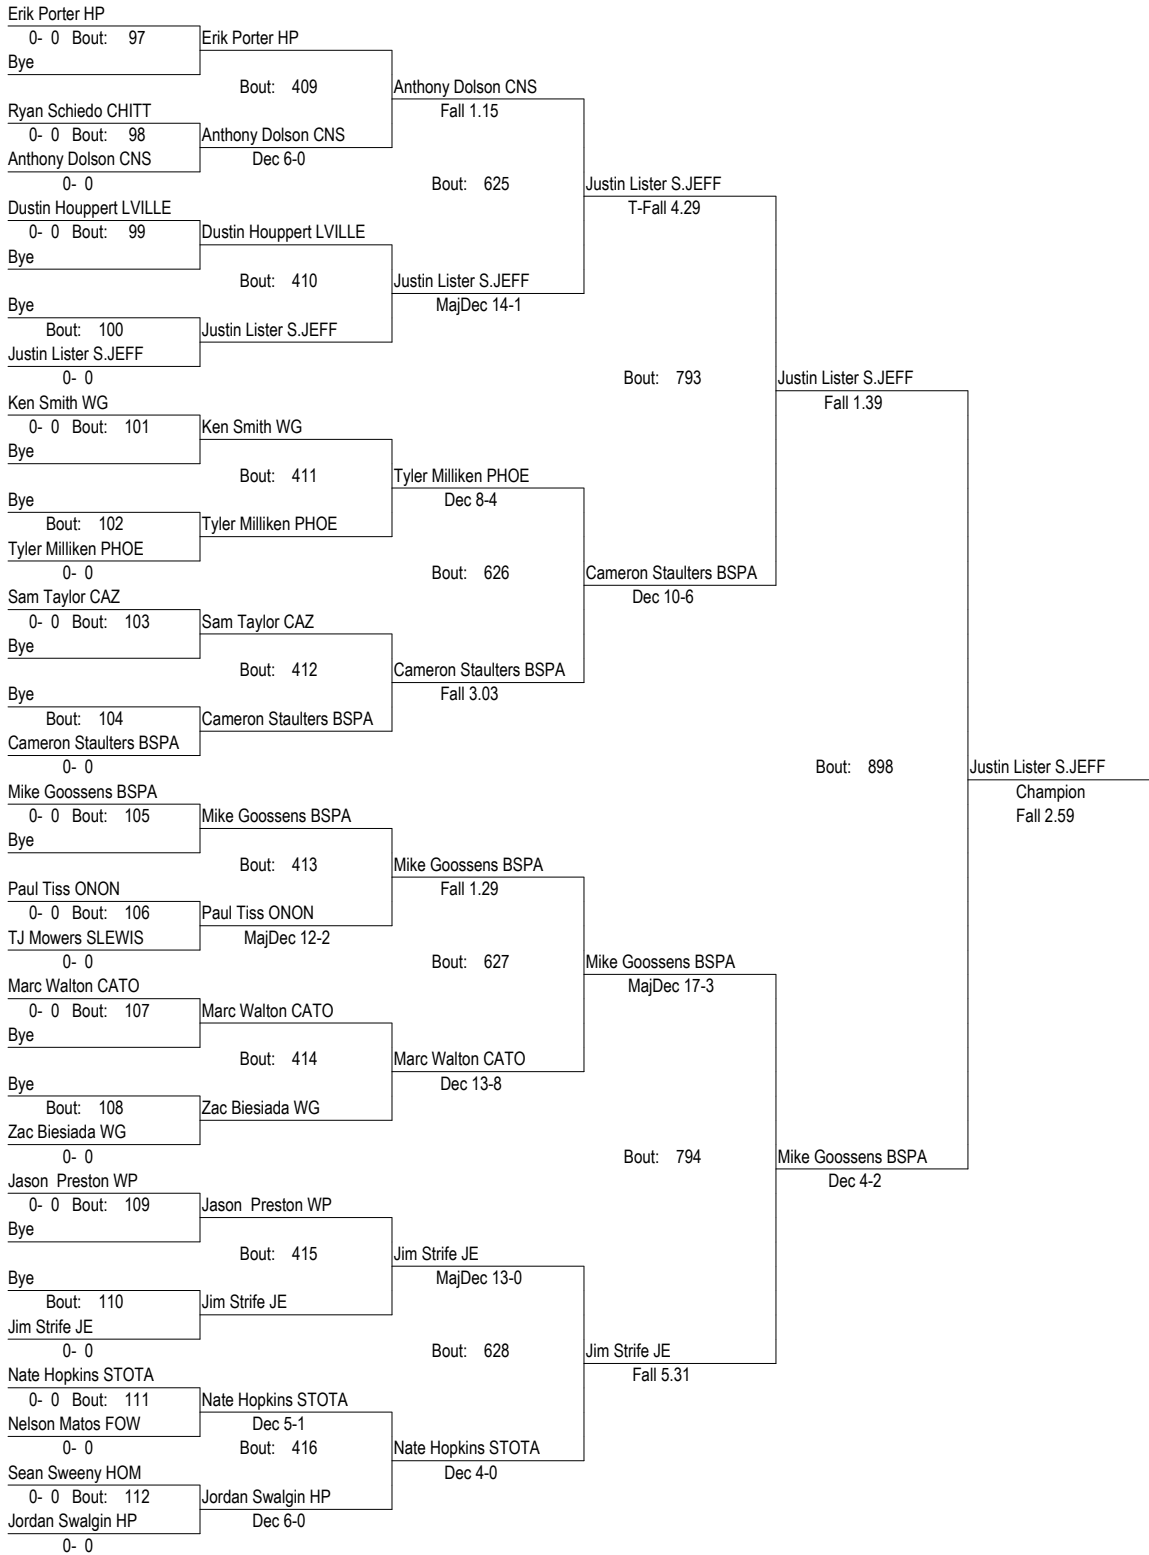 Erik Porter HP
0- 0 Bout: 97 Erik Porter HP
Bye
Bout: 409 Anthony Dolson CNS
Ryan Schiedo CHITT Fall 1.15
0- 0 Bout: 98 Anthony Dolson CNS
Anthony Dolson CNS Dec 6-0
0- 0 Bout: 625 Justin Lister S.JEFF
Dustin Houppert LVILLE T-Fall 4.29
0- 0 Bout: 99 Dustin Houppert LVILLE
Bye
Bout: 410 Justin Lister S.JEFF
Bye MajDec 14-1
Bout: 100 Justin Lister S.JEFF
Justin Lister S.JEFF
0- 0 Bout: 793 Justin Lister S.JEFF
Ken Smith WG Fall 1.39
0- 0 Bout: 101 Ken Smith WG
Bye
Bout: 411 Tyler Milliken PHOE
Bye Dec 8-4
Bout: 102 Tyler Milliken PHOE
Tyler Milliken PHOE
0- 0 Bout: 626 Cameron Staulters BSPA
Sam Taylor CAZ Dec 10-6
0- 0 Bout: 103 Sam Taylor CAZ
Bye
Bout: 412 Cameron Staulters BSPA
Bye Fall 3.03
Bout: 104 Cameron Staulters BSPA
Cameron Staulters BSPA
0- 0 Bout: 898 Justin Lister S.JEFF
Mike Goossens BSPA Champion
0- 0 Bout: 105 Mike Goossens BSPA Fall 2.59
Bye
Bout: 413 Mike Goossens BSPA
Paul Tiss ONON Fall 1.29
0- 0 Bout: 106 Paul Tiss ONON
TJ Mowers SLEWIS MajDec 12-2
0- 0 Bout: 627 Mike Goossens BSPA
Marc Walton CATO MajDec 17-3
0- 0 Bout: 107 Marc Walton CATO
Bye
Bout: 414 Marc Walton CATO
Bye Dec 13-8
Bout: 108 Zac Biesiada WG
Zac Biesiada WG
0- 0 Bout: 794 Mike Goossens BSPA
Jason Preston WP Dec 4-2
0- 0 Bout: 109 Jason Preston WP
Bye
Bout: 415 Jim Strife JE
Bye MajDec 13-0
Bout: 110 Jim Strife JE
Jim Strife JE
0- 0 Bout: 628 Jim Strife JE
Nate Hopkins STOTA Fall 5.31
0- 0 Bout: 111 Nate Hopkins STOTA
Nelson Matos FOW Dec 5-1
0- 0 Bout: 416 Nate Hopkins STOTA
Sean Sweeny HOM Dec 4-0
0- 0 Bout: 112 Jordan Swalgin HP
Jordan Swalgin HP Dec 6-0
0- 0